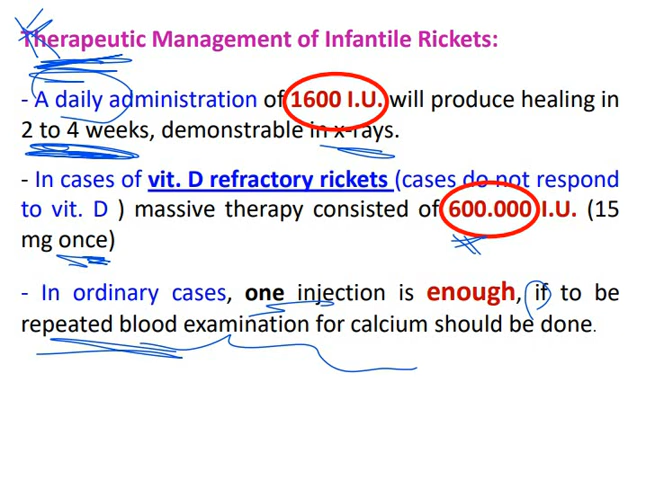 Therapeutic Management of Infantile Rickets:
- A daily administration of 1600 I.U. will produce healing in
2 to 4 weeks, demonstrable in x-rays.
- In cases of vit. D refractory rickets (cases do not respond
to vit. D ) massive therapy consisted of 600.000 I.U. (15
mg once)
- In ordinary cases, one injection is enough, if to be
repeated blood examination for calcium should be done.